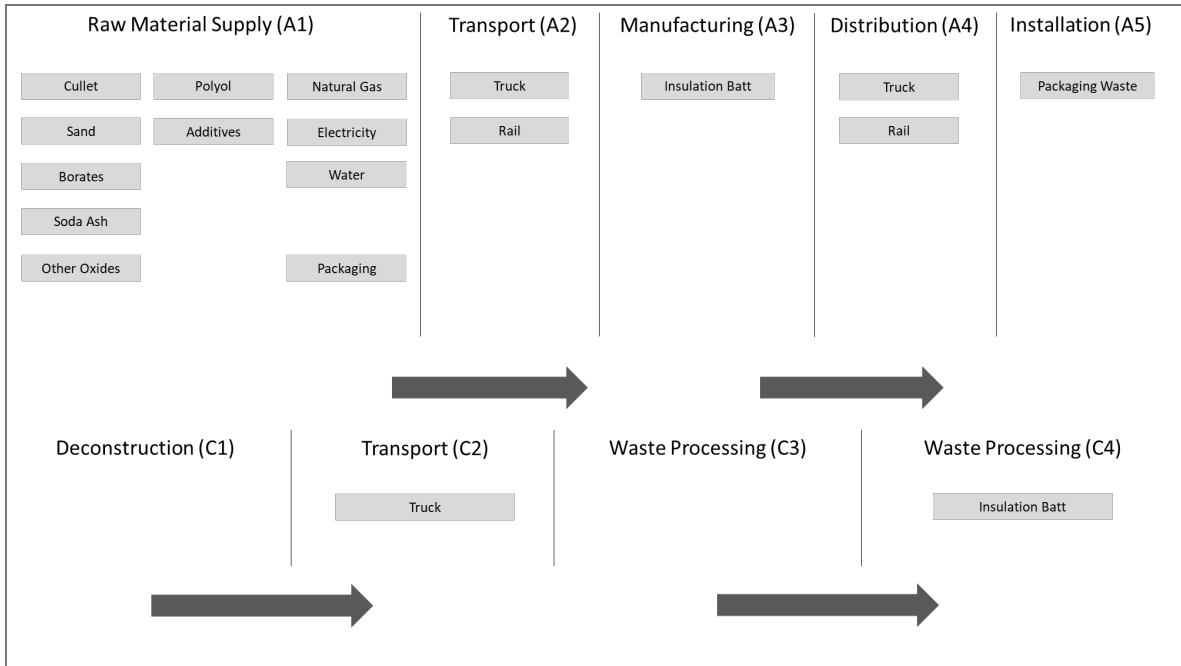 Raw Material Supply (A1)
Transport (A2)
Manufacturing (A3)
Distribution (A4)
Installation (A5)
Cullet
Polyol
Natural Gas
Truck
Insulation Batt
Truck
Packaging Waste
Sand
Additives
Electricity
Rail
Rail
Borates
Water
Soda Ash
Other Oxides
Packaging
Deconstruction (C1)
Transport (C2)
Waste Processing (C3)
Waste Processing (C4)
Truck
Insulation Batt